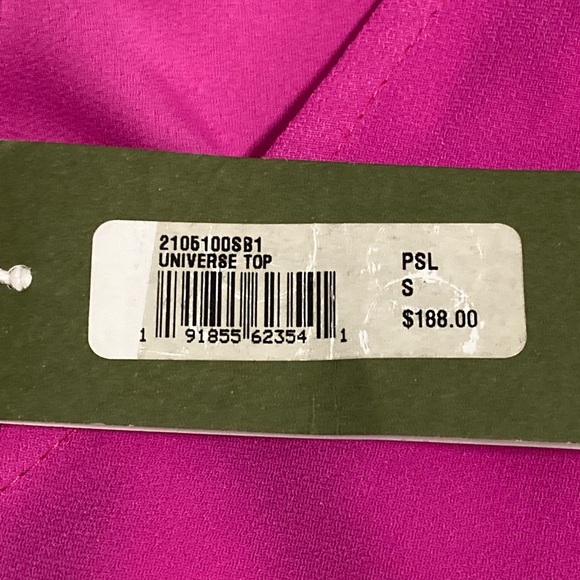 2105100SB1
UNIVERSE TOP
PSL
S
$188.00
1 91855 62354 1